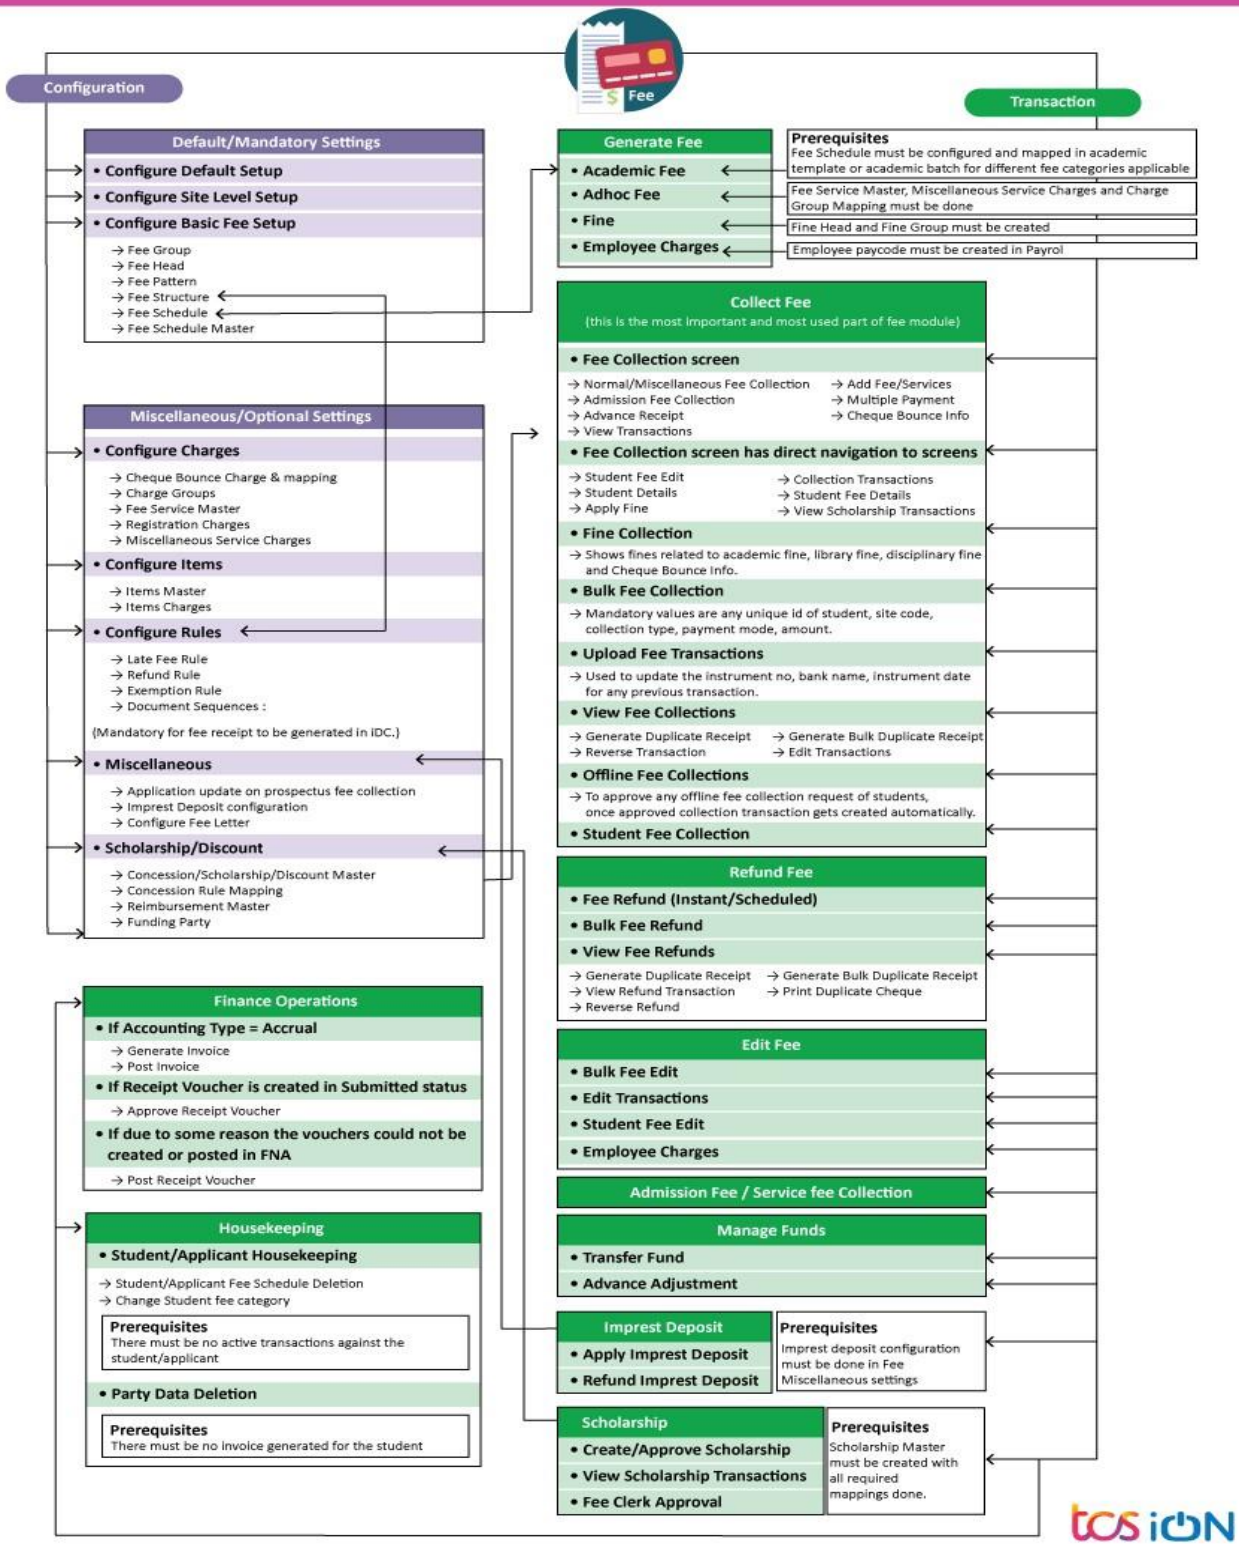 $ Fee
Configuration
Transaction
Default/Mandatory Settings
• Configure Default Setup
• Configure Site Level Setup
• Configure Basic Fee Setup
→ Fee Group
→ Fee Head
→ Fee Pattern
→ Fee Structure
→ Fee Schedule
→ Fee Schedule Master
Miscellaneous/Optional Settings
• Configure Charges
→ Cheque Bounce Charge & mapping
→ Charge Groups
→ Fee Service Master
→ Registration Charges
→ Miscellaneous Service Charges
• Configure Items
→ Items Master
→ Items Charges
• Configure Rules
→ Late Fee Rule
→ Refund Rule
→ Exemption Rule
→ Document Sequences :
(Mandatory for fee receipt to be generated in iDC.)
• Miscellaneous
→ Application update on prospectus fee collection
→ Imprest Deposit configuration
→ Configure Fee Letter
• Scholarship/Discount
→ Concession/Scholarship/Discount Master
→ Concession Rule Mapping
→ Reimbursement Master
→ Funding Party
Finance Operations
• If Accounting Type = Accrual
→ Generate Invoice
→ Post Invoice
• If Receipt Voucher is created in Submitted status
→ Approve Receipt Voucher
• If due to some reason the vouchers could not be
created or posted in FNA
→ Post Receipt Voucher
Housekeeping
• Student/Applicant Housekeeping
→ Student/Applicant Fee Schedule Deletion
→ Change Student fee category
Prerequisites
There must be no active transactions against the
student/applicant
• Party Data Deletion
Prerequisites
There must be no invoice generated for the student
Generate Fee
• Academic Fee
• Adhoc Fee
• Fine
• Employee Charges
Prerequisites
Fee Schedule must be configured and mapped in academic
template or academic batch for different fee categories applicable
Fee Service Master, Miscellaneous Service Charges and Charge
Group Mapping must be done
Fine Head and Fine Group must be created
Employee paycode must be created in Payrol
Collect Fee
(this is the most important and most used part of fee module)
• Fee Collection screen
→ Normal/Miscellaneous Fee Collection → Add Fee/Services
→ Admission Fee Collection → Multiple Payment
→ Advance Receipt → Cheque Bounce Info
→ View Transactions
• Fee Collection screen has direct navigation to screens
→ Student Fee Edit → Collection Transactions
→ Student Details → Student Fee Details
→ Apply Fine → View Scholarship Transactions
• Fine Collection
→ Shows fines related to academic fine, library fine, disciplinary fine
and Cheque Bounce Info.
• Bulk Fee Collection
→ Mandatory values are any unique id of student, site code,
collection type, payment mode, amount.
• Upload Fee Transactions
→ Used to update the instrument no, bank name, instrument date
for any previous transaction.
• View Fee Collections
→ Generate Duplicate Receipt → Generate Bulk Duplicate Receipt
→ Reverse Transaction → Edit Transactions
• Offline Fee Collections
→ To approve any offline fee collection request of students,
once approved collection transaction gets created automatically.
• Student Fee Collection
Refund Fee
• Fee Refund (Instant/Scheduled)
• Bulk Fee Refund
• View Fee Refunds
→ Generate Duplicate Receipt → Generate Bulk Duplicate Receipt
→ View Refund Transaction → Print Duplicate Cheque
→ Reverse Refund
Edit Fee
• Bulk Fee Edit
• Edit Transactions
• Student Fee Edit
• Employee Charges
Admission Fee / Service fee Collection
Manage Funds
• Transfer Fund
• Advance Adjustment
Imprest Deposit
• Apply Imprest Deposit
• Refund Imprest Deposit
Prerequisites
Imprest deposit configuration
must be done in Fee
Miscellaneous settings
Scholarship
• Create/Approve Scholarship
• View Scholarship Transactions
• Fee Clerk Approval
Prerequisites
Scholarship Master
must be created with
all required
mappings done.
tcs iON